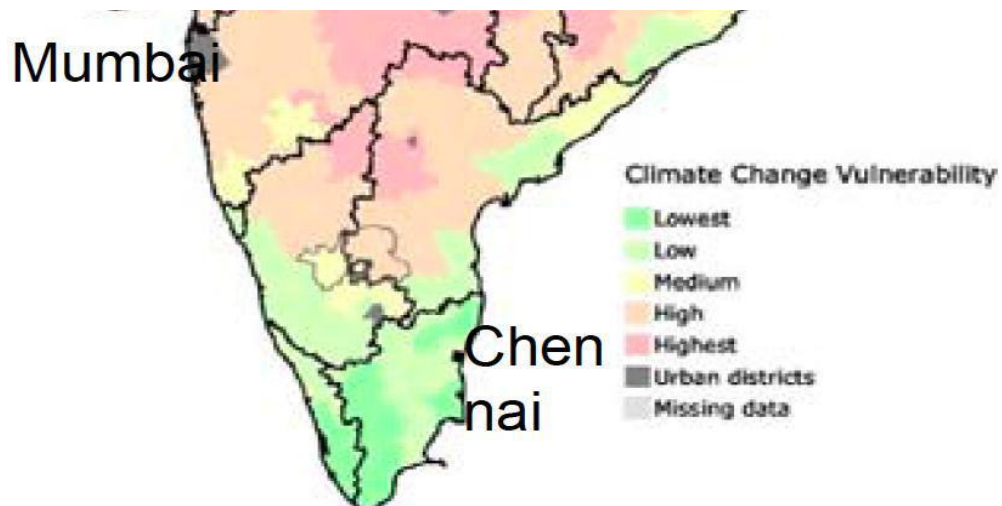 Mumbai
Climate Change Vulnerability
Lowest
Low
Medium
High
Highest
Urban districts
Missing data
Chen
nai